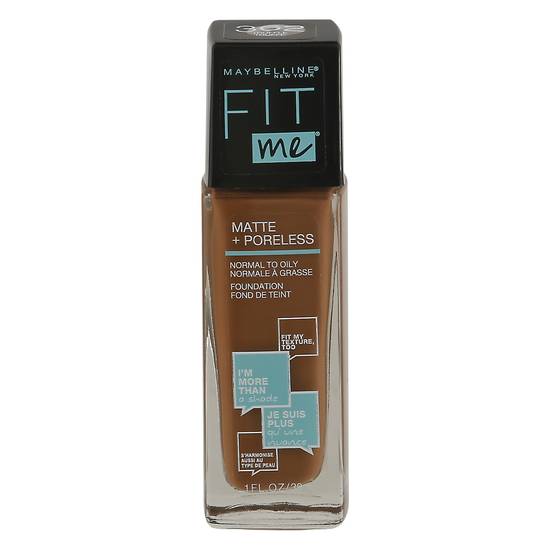 MAYBELLINE®
NEW YORK
FIT
me®
MATTE
+ PORELESS
NORMAL TO OILY
NORMALE À GRASSE
FOUNDATION
FOND DE TEINT
FIT MY
TEXTURE,
TOO
I'M
MORE
THAN
a shade
JE SUIS
PLUS
qu'une
nuance
S'HARMONISE
AUSSI AU
TYPE DE PEAU
1 FL OZ/